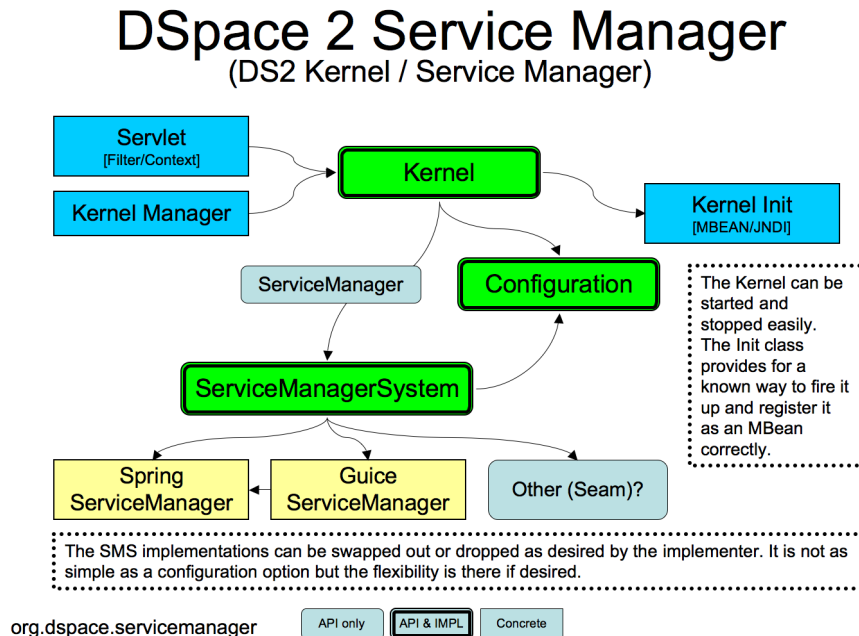 DSpace 2 Service Manager
(DS2 Kernel / Service Manager)
Servlet
[Filter/Context]
Kernel
Kernel Manager
Kernel Init
[MBEAN/JNDI]
ServiceManager
Configuration
The Kernel can be
started and
stopped easily.
The Init class
provides for a
known way to fire it
up and register it
as an MBean
correctly.
ServiceManagerSystem
Spring
ServiceManager
Guice
ServiceManager
Other (Seam)?
The SMS implementations can be swapped out or dropped as desired by the implementer. It is not as
simple as a configuration option but the flexibility is there if desired.
org.dspace.servicemanager
API only
API & IMPL
Concrete